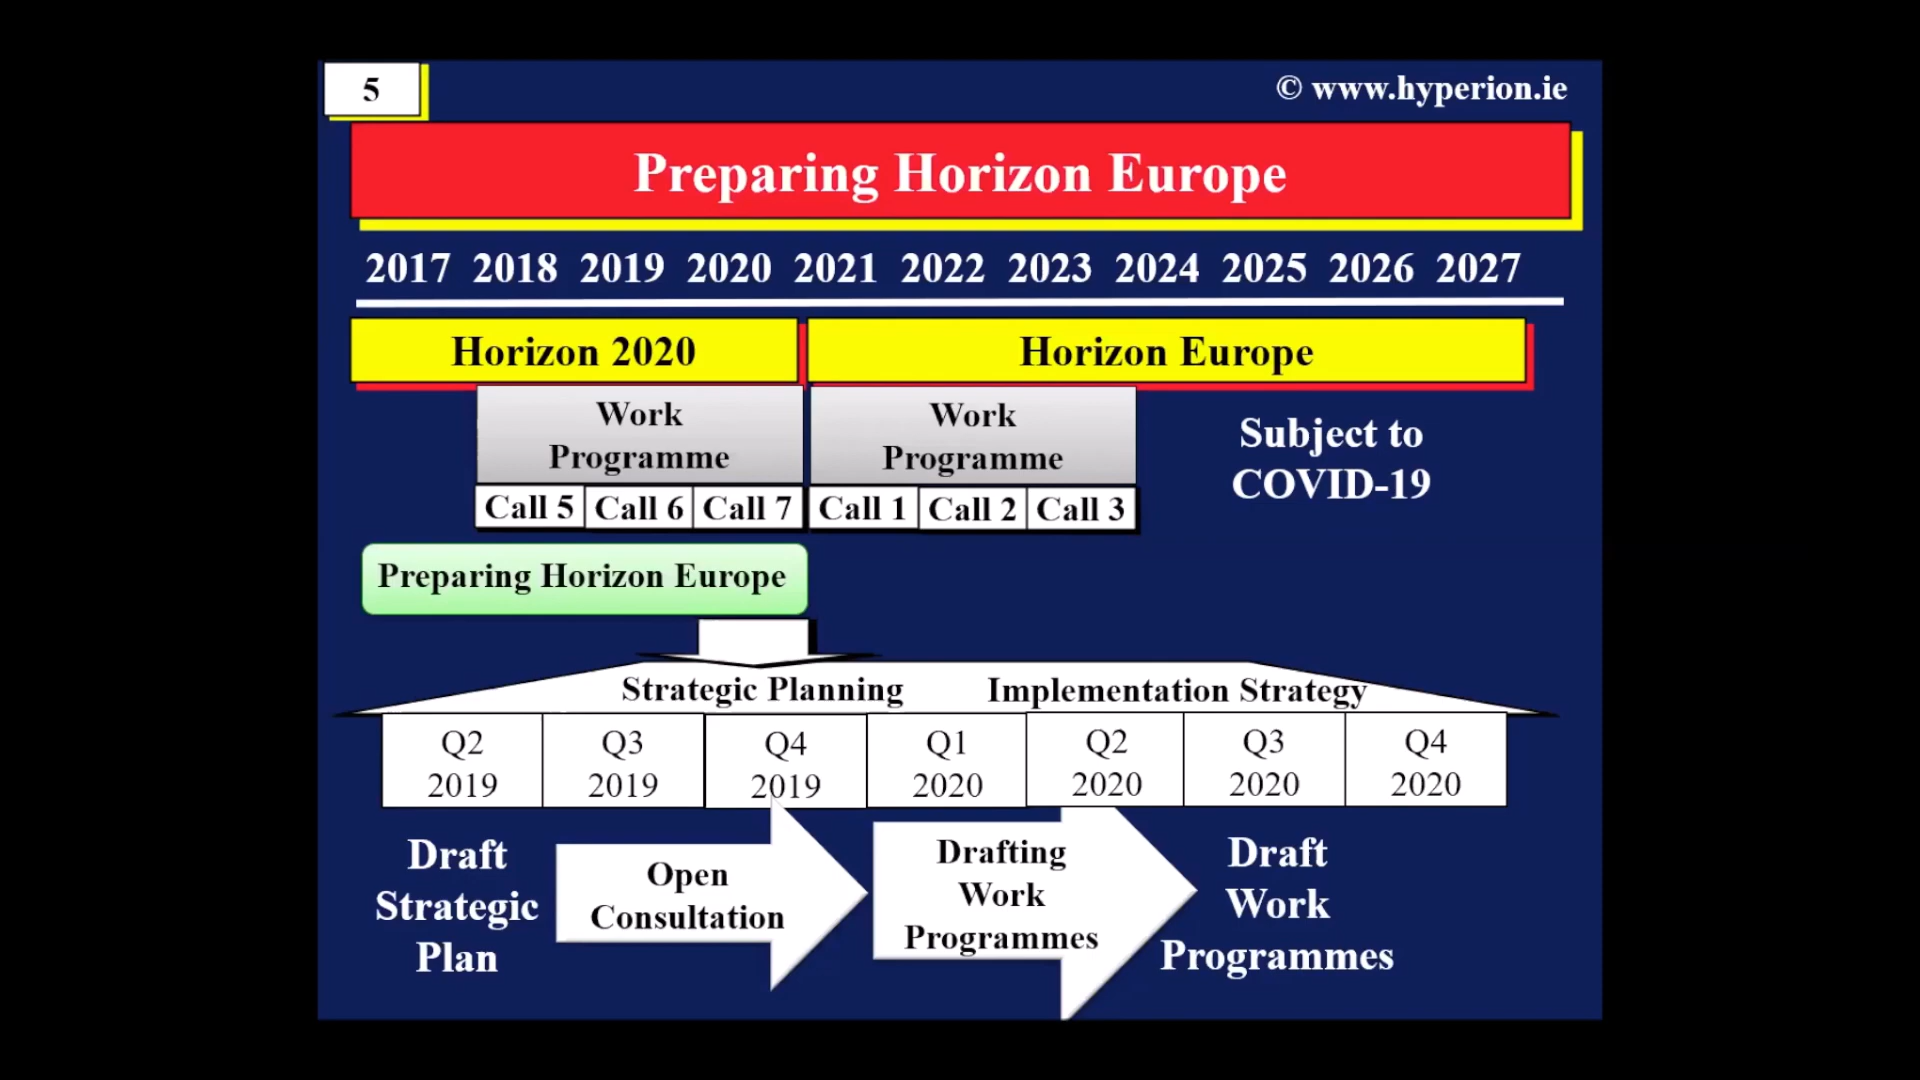 5
© www.hyperion.ie
Preparing Horizon Europe
2017 2018 2019 2020 2021 2022 2023 2024 2025 2026 2027
Horizon 2020
Horizon Europe
Work
Programme
Work
Programme
Subject to
COVID-19
Call 5 Call 6 Call 7 Call 1 Call 2 Call 3
Preparing Horizon Europe
Strategic Planning Implementation Strategy
Q2
2019
Q3
2019
Q4
2019
Q1
2020
Q2
2020
Q3
2020
Q4
2020
Draft
Strategic
Plan
Open
Consultation
Drafting
Work
Programmes
Draft
Work
Programmes